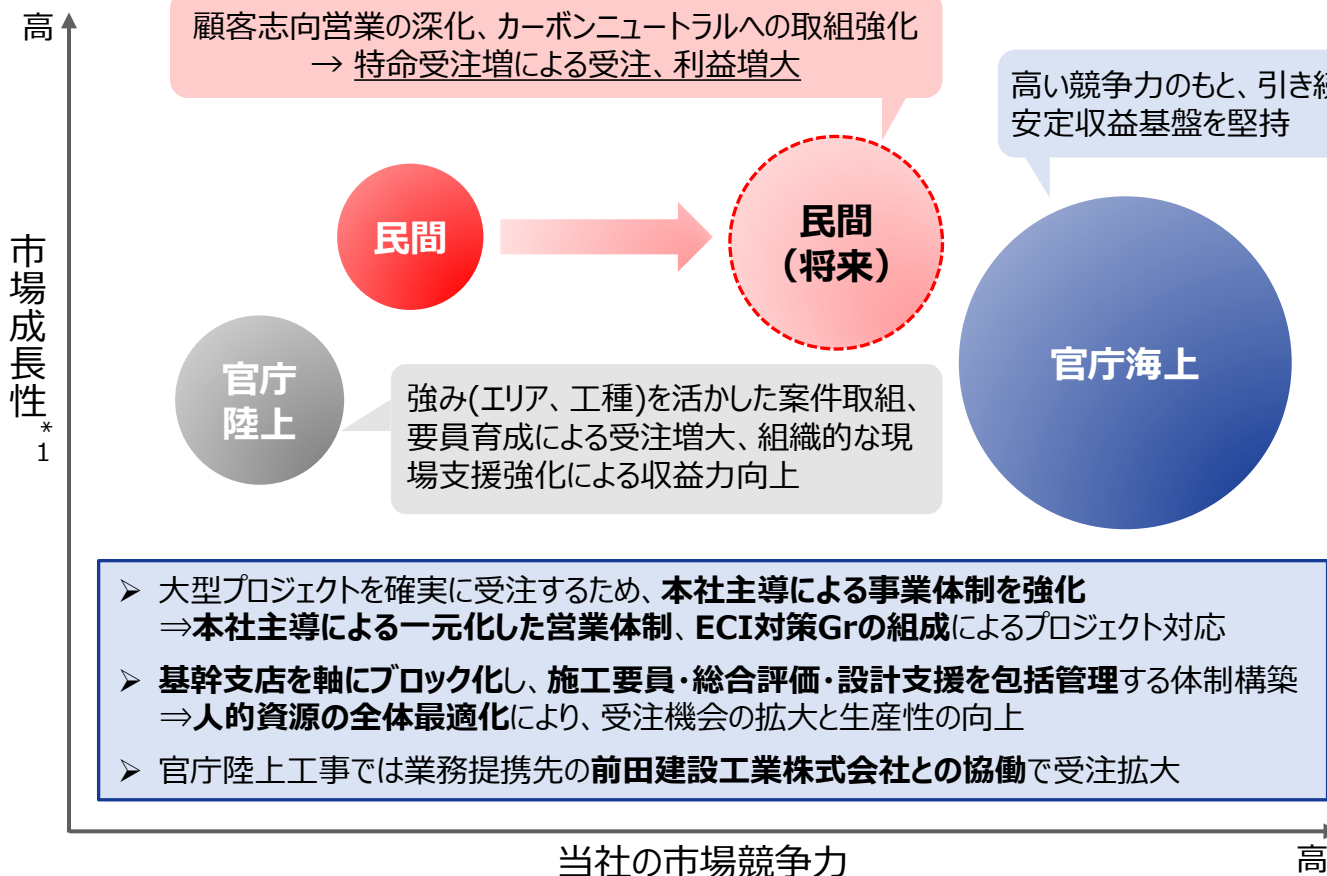 高
顧客志向営業の深化、カーボンニュートラルへの取組強化
→ 特命受注増による受注、利益増大
高い競争力のもと、引き続
安定収益基盤を堅持
民間
民間
（将来）
市場成長性*1
官庁
陸上
官庁海上
強み(エリア、工種)を活かした案件取組、
要員育成による受注増大、組織的な現
場支援強化による収益力向上
➢ 大型プロジェクトを確実に受注するため、本社主導による事業体制を強化
⇒本社主導による一元化した営業体制、ECI対策Grの組成によるプロジェクト対応
➢ 基幹支店を軸にブロック化し、施工要員・総合評価・設計支援を包括管理する体制構築
⇒人的資源の全体最適化により、受注機会の拡大と生産性の向上
➢ 官庁陸上工事では業務提携先の前田建設工業株式会社との協働で受注拡大
当社の市場競争力
高